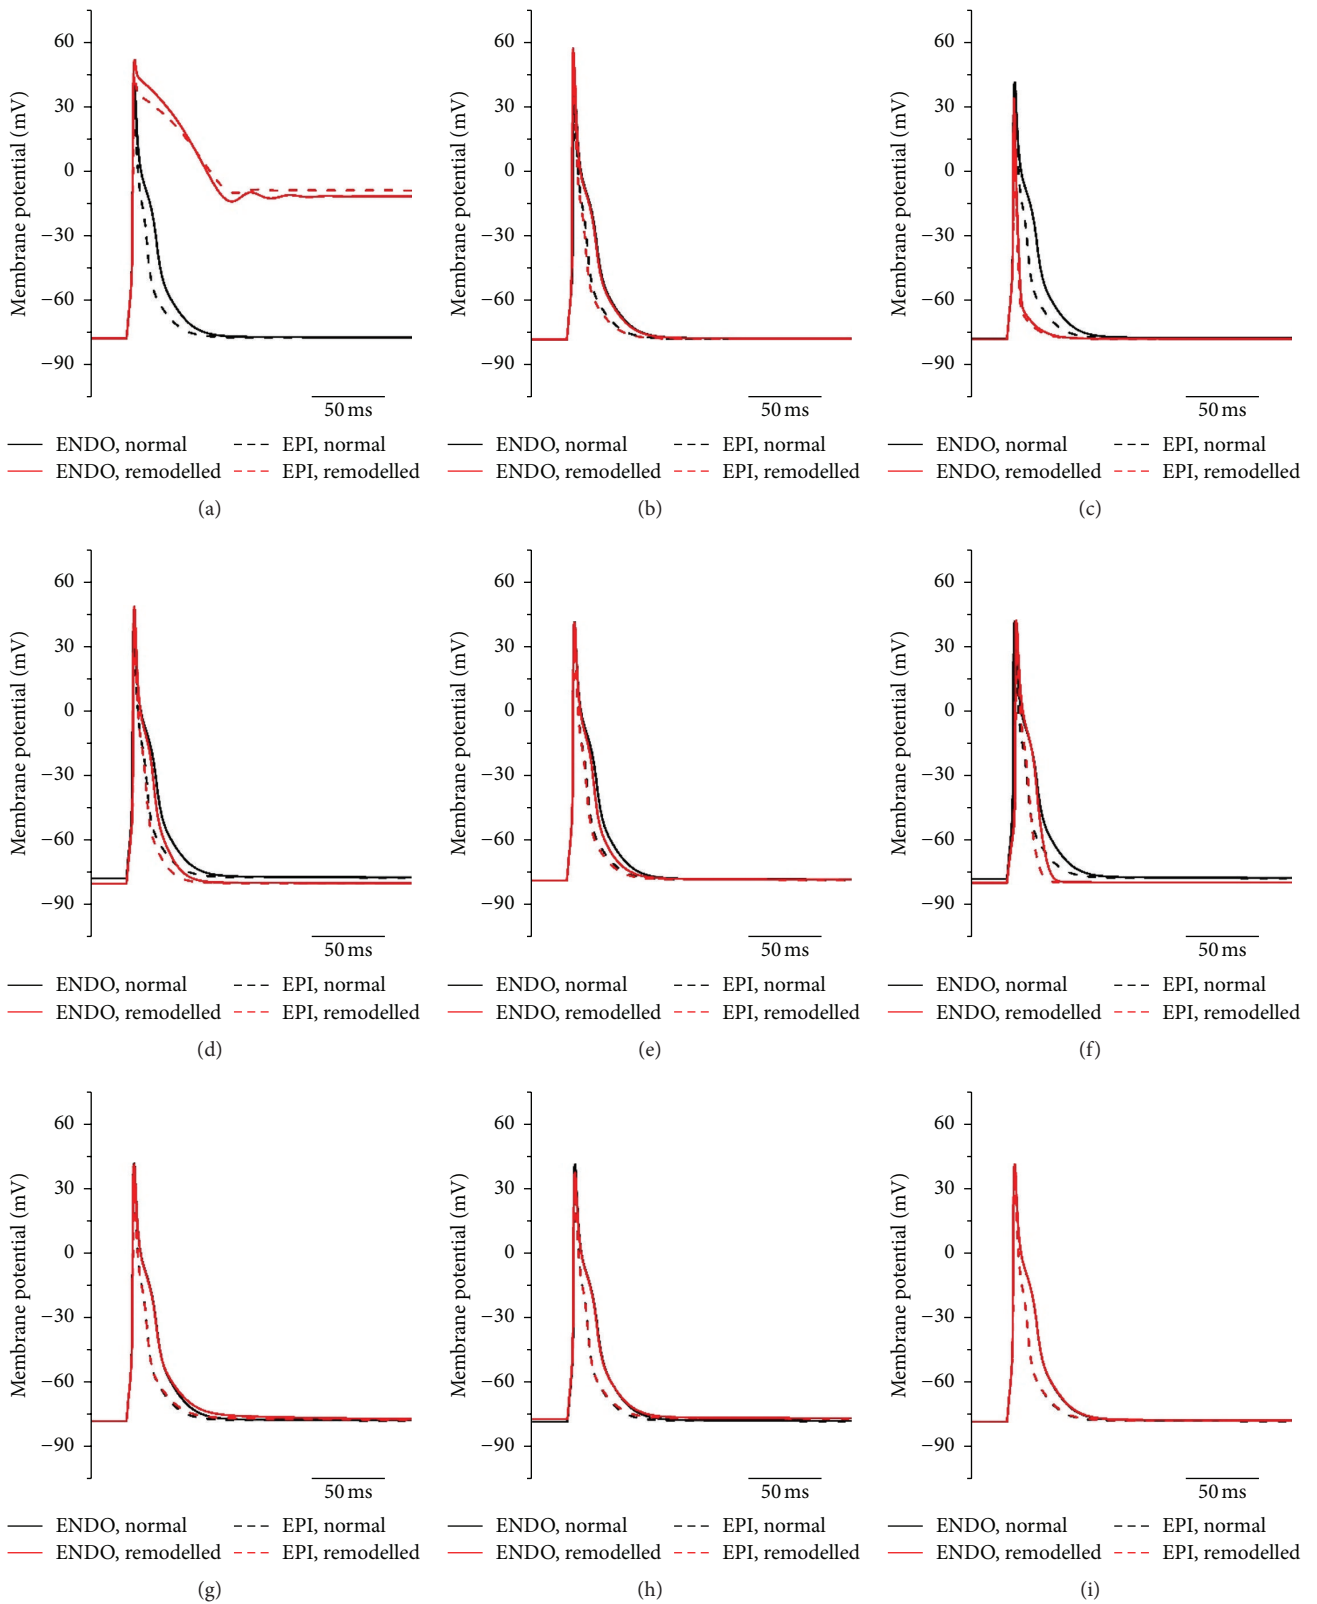 60
30
0
−30
−60
−90
Membrane potential (mV)
50 ms
ENDO, normal
EPI, normal
ENDO, remodelled
EPI, remodelled
(a)
60
30
0
−30
−60
−90
Membrane potential (mV)
50 ms
ENDO, normal
EPI, normal
ENDO, remodelled
EPI, remodelled
(b)
60
30
0
−30
−60
−90
Membrane potential (mV)
50 ms
ENDO, normal
EPI, normal
ENDO, remodelled
EPI, remodelled
(c)
60
30
0
−30
−60
−90
Membrane potential (mV)
50 ms
ENDO, normal
EPI, normal
ENDO, remodelled
EPI, remodelled
(d)
60
30
0
−30
−60
−90
Membrane potential (mV)
50 ms
ENDO, normal
EPI, normal
ENDO, remodelled
EPI, remodelled
(e)
60
30
0
−30
−60
−90
Membrane potential (mV)
50 ms
ENDO, normal
EPI, normal
ENDO, remodelled
EPI, remodelled
(f)
60
30
0
−30
−60
−90
Membrane potential (mV)
50 ms
ENDO, normal
EPI, normal
ENDO, remodelled
EPI, remodelled
(g)
60
30
0
−30
−60
−90
Membrane potential (mV)
50 ms
ENDO, normal
EPI, normal
ENDO, remodelled
EPI, remodelled
(h)
60
30
0
−30
−60
−90
Membrane potential (mV)
50 ms
ENDO, normal
EPI, normal
ENDO, remodelled
EPI, remodelled
(i)